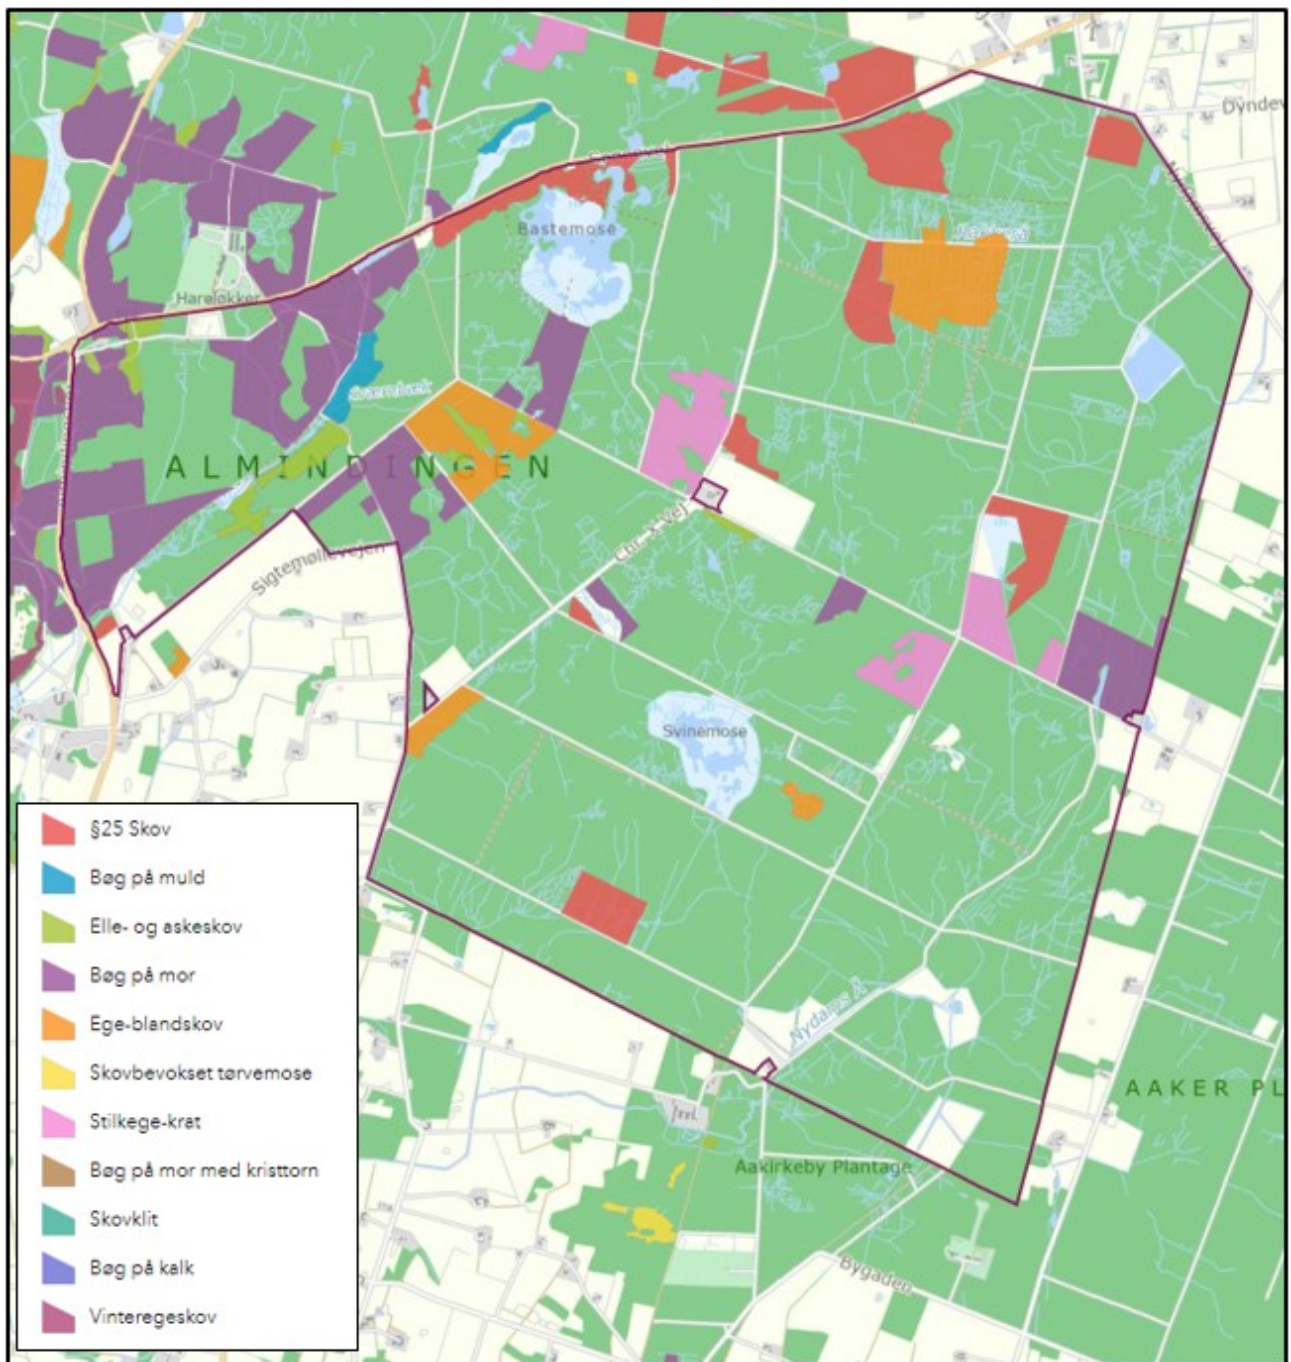 Dyndev
Bastemose
Hareløkker
Sværmbæk
ALMINDINGEN
Chr. X Vej
Sigtemøllevejen
Svinemose
§25 Skov
Bøg på muld
Elle- og askeskov
Bøg på mor
Ege-blandskov
Skovbevokset tørvemose
Stilkege-krat
Bøg på mor med kristtorn
Skovklit
Bøg på kalk
Vinteregeskov
Nydams Å
AAKER PL
Aakirkeby Plantage
Bygaden